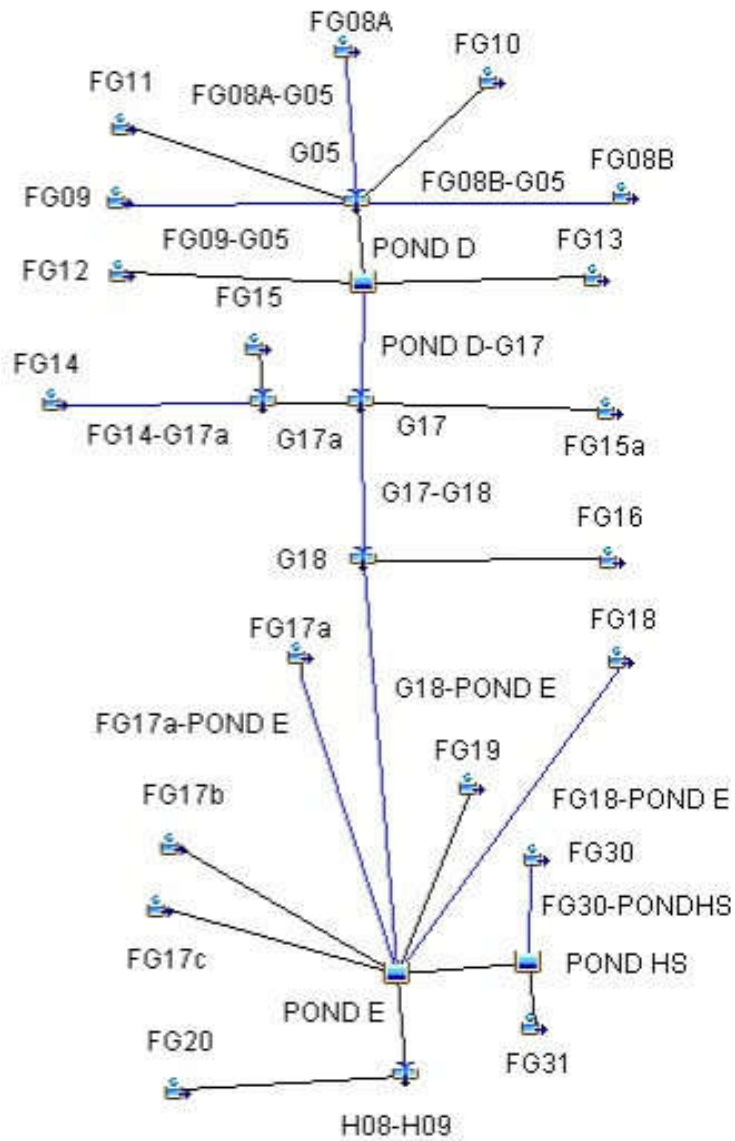 FG08A
FG10
FG11
FG08A-G05
G05
FG08B
FG09
FG08B-G05
FG09-G05
POND D
FG13
FG12
FG15
POND D-G17
FG14
FG14-G17a
G17a
G17
FG15a
G17-G18
FG16
G18
FG17a
FG18
G18-POND E
FG17a-POND E
FG19
FG17b
FG18-POND E
FG30
FG30-PONDHS
FG17c
POND HS
POND E
FG20
FG31
H08-H09